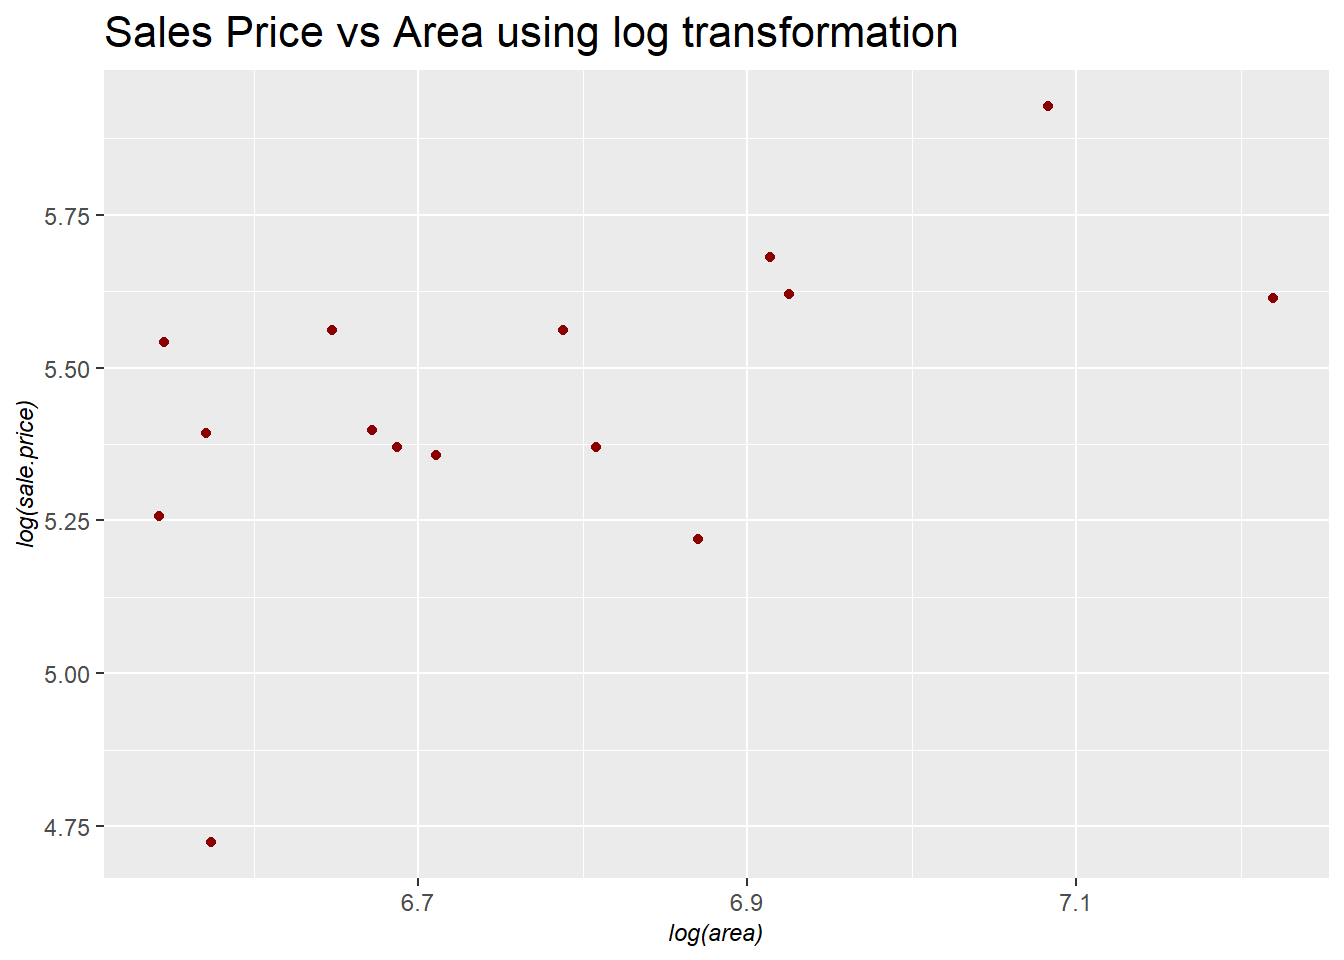 Sales Price vs Area using log transformation
5.75
5.50
5.25
5.00
4.75
log(sale.price)
6.7 6.9 7.1
log(area)